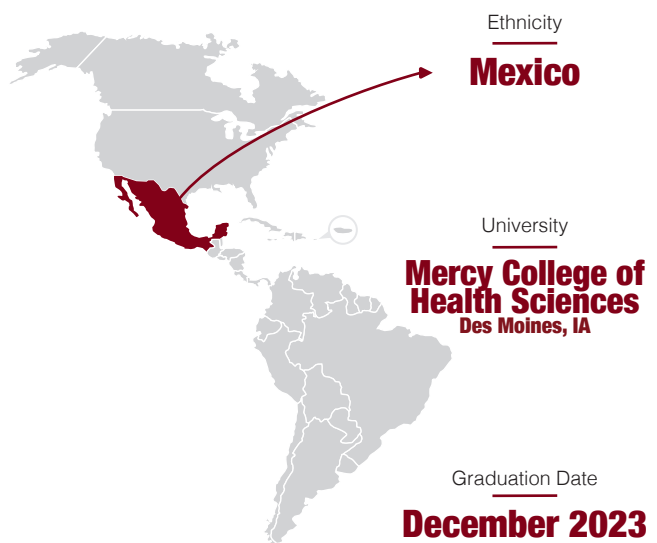 Ethnicity
Mexico
University
Mercy College of
Health Sciences
Des Moines, IA
Graduation Date
December 2023